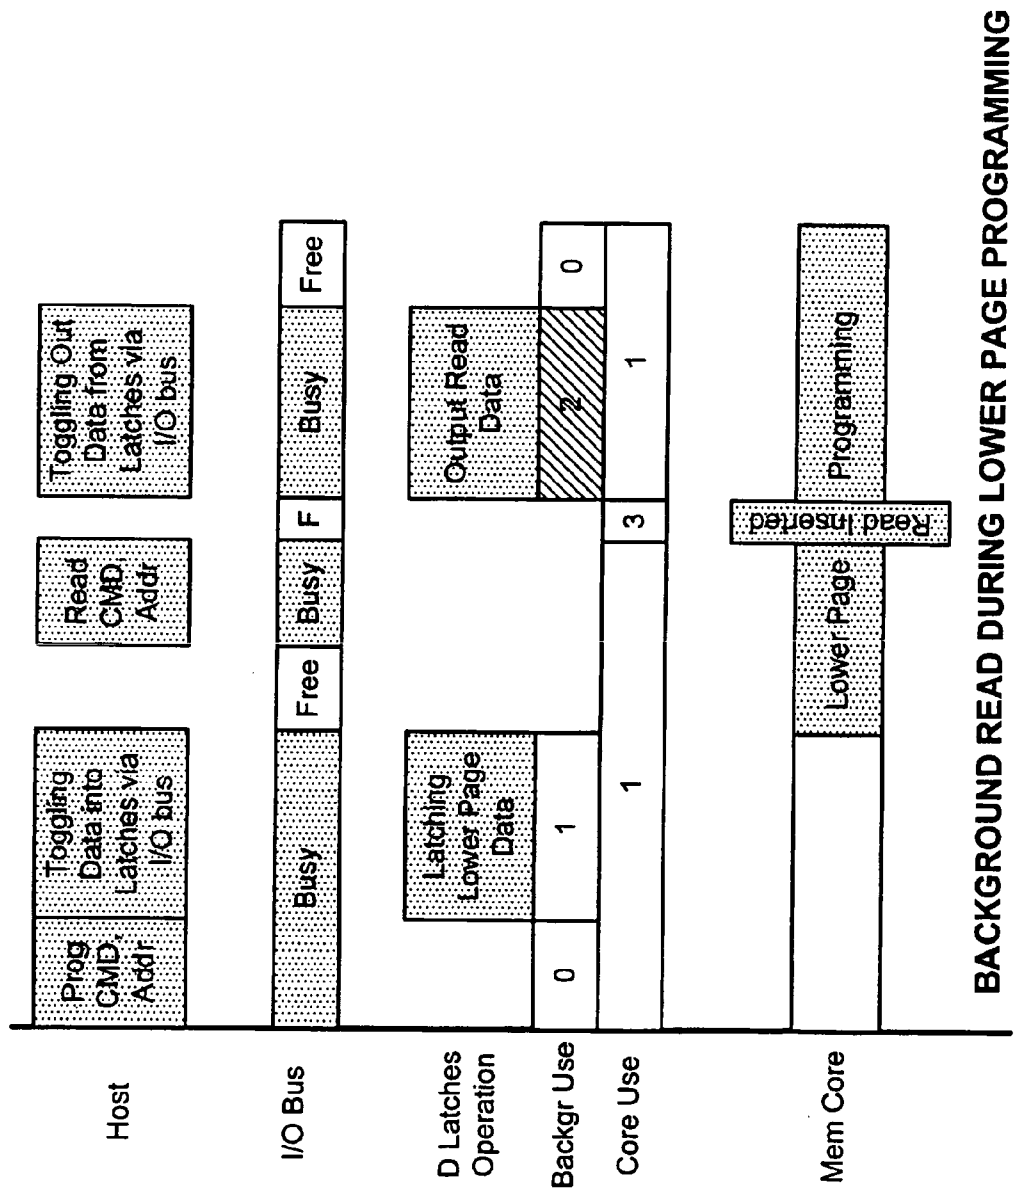 Host
Prog
CMD,
Addr
Toggling
Data into
Latches via
I/O bus
Read
CMD,
Addr
Toggling Out
Data from
Latches via
I/O bus
I/O Bus
Busy
Free
Busy
F
Busy
Free
D Latches
Operation
Latching
Lower Page
Data
Output Read
Data
Backgr Use
0
1
2
0
Core Use
1
3
1
Mem Core
Lower Page
Read Inserted
Programming
BACKGROUND READ DURING LOWER PAGE PROGRAMMING